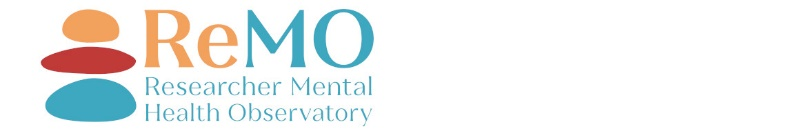 ReMO
Researcher Mental
Health Observatory